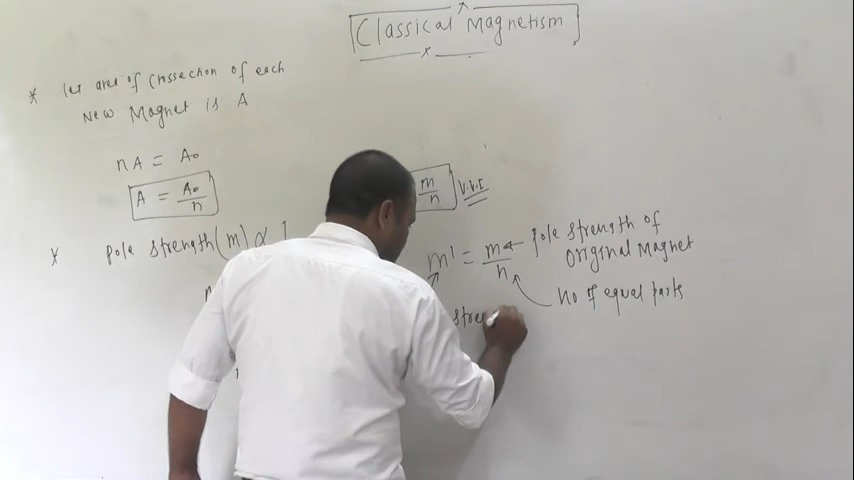 Classical Magnetism
* let area of Crossection of each
New Magnet is A
nA = A₀
A = A₀/n
* pole strength (m) ∝
m/n V.V.I
m' = m/n
pole strength of
Original Magnet
No of equal parts
stre